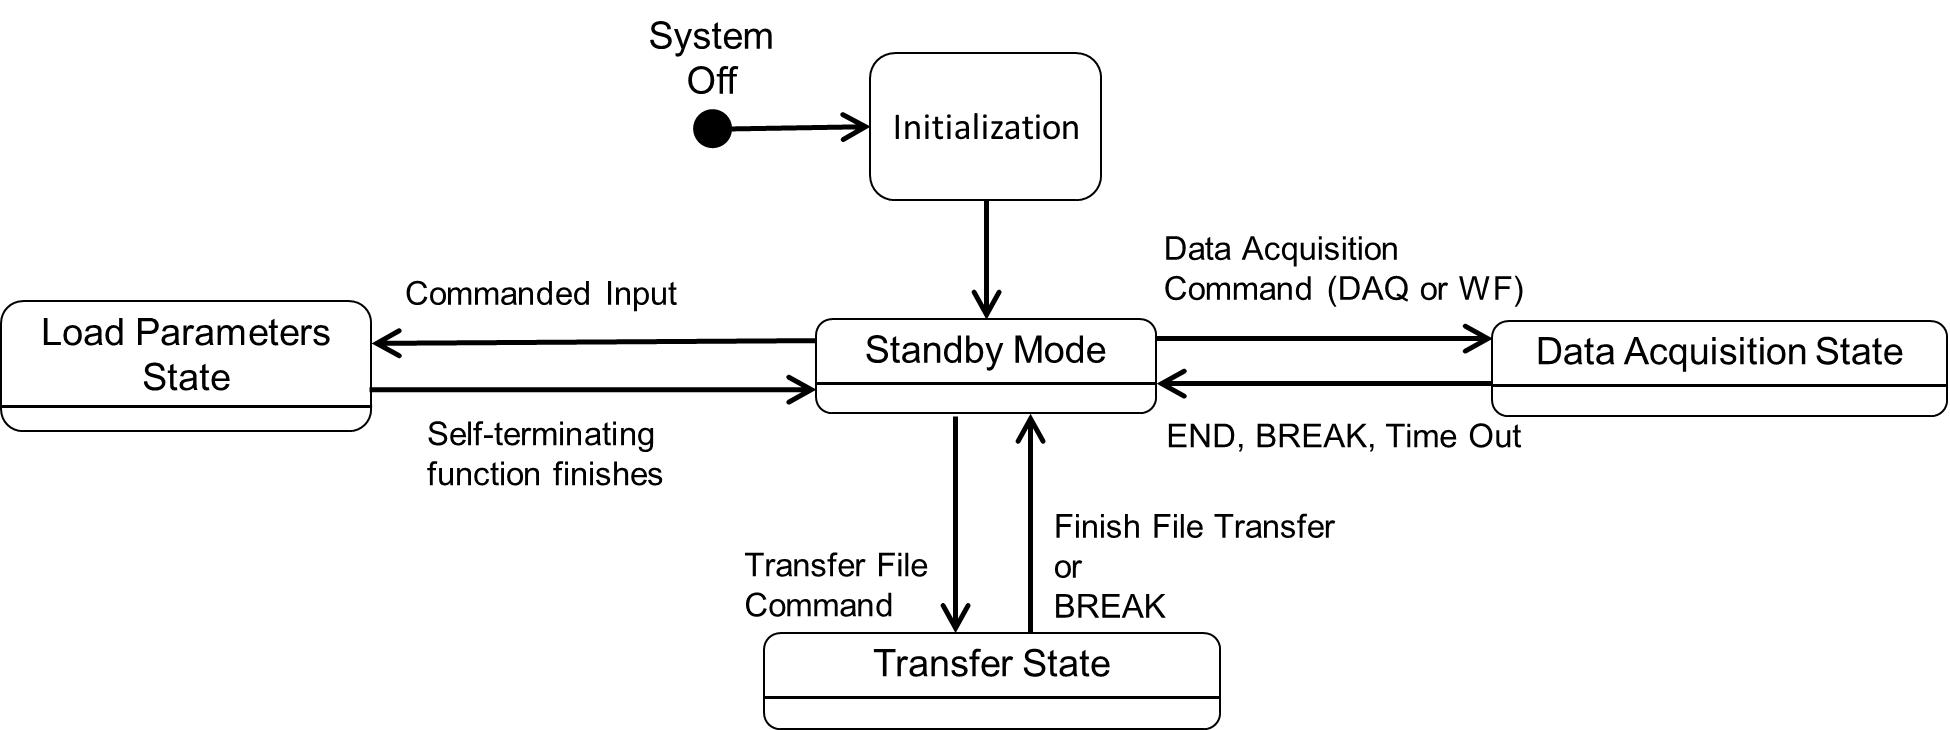 System
Off
Initialization
Data Acquisition
Command (DAQ or WF)
Commanded Input
Load Parameters
State
Standby Mode
Data Acquisition State
Self-terminating
function finishes
END, BREAK, Time Out
Transfer File
Command
Finish File Transfer
or
BREAK
Transfer State